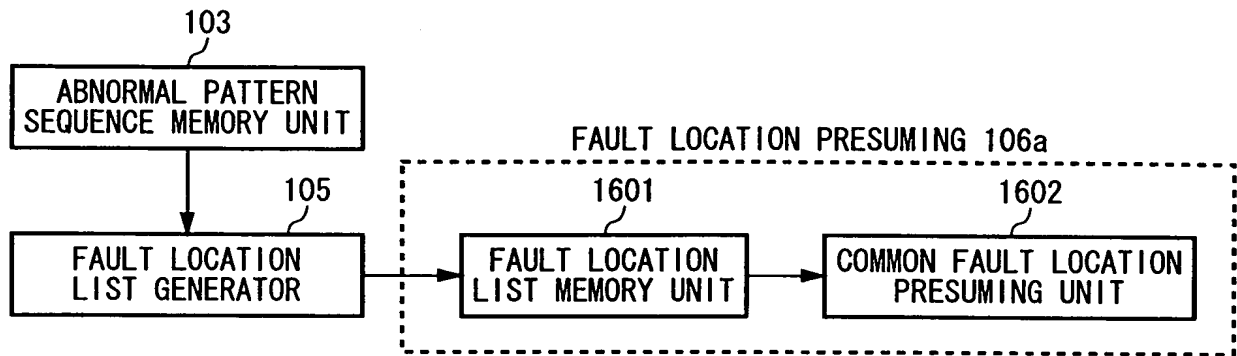 103
ABNORMAL PATTERN
SEQUENCE MEMORY UNIT
FAULT LOCATION PRESUMING 106a
105
FAULT LOCATION
LIST GENERATOR
1601
FAULT LOCATION
LIST MEMORY UNIT
1602
COMMON FAULT LOCATION
PRESUMING UNIT